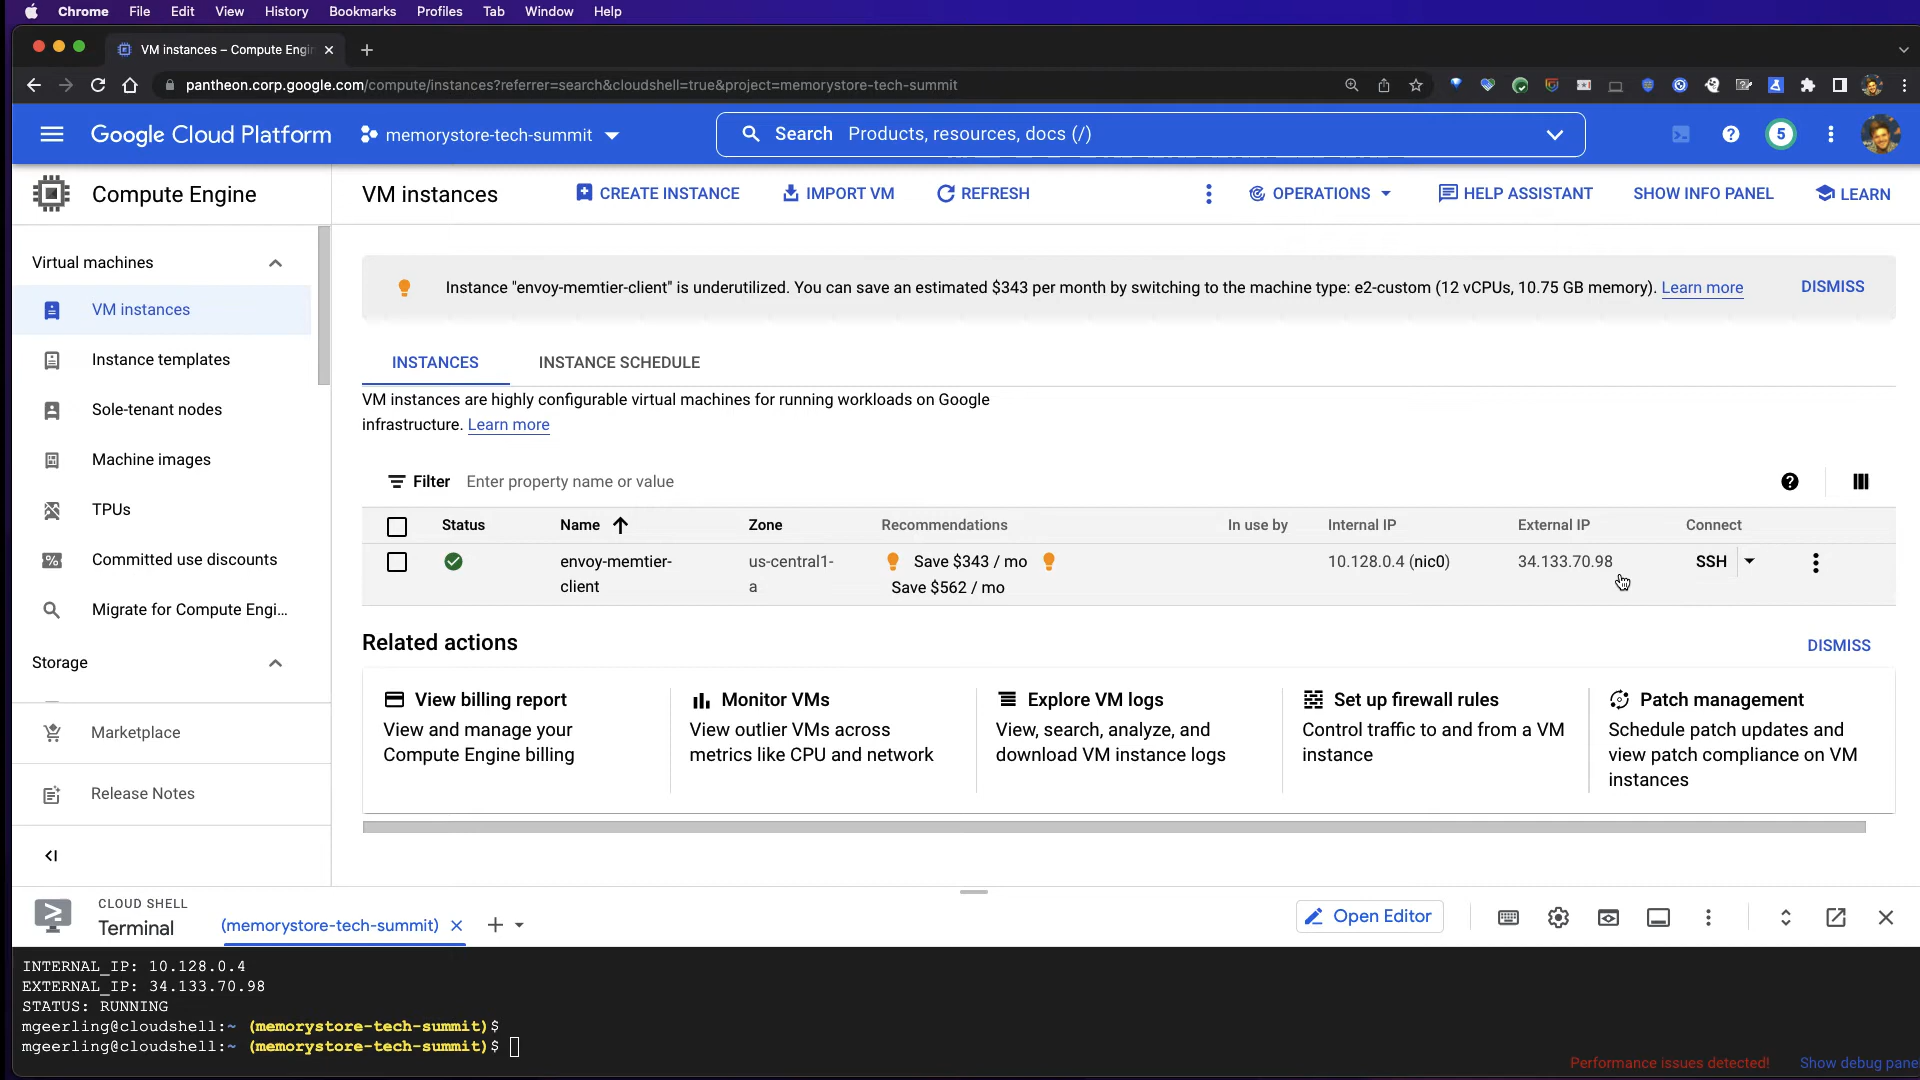 Chrome File Edit View History Bookmarks Profiles Tab Window Help
VM instances – Compute Engin
pantheon.corp.google.com/compute/instances?referrer=search&cloudshell=true&project=memorystore-tech-summit
Google Cloud Platform memorystore-tech-summit Search Products, resources, docs (/) 5
Compute Engine
VM instances CREATE INSTANCE IMPORT VM REFRESH OPERATIONS HELP ASSISTANT SHOW INFO PANEL LEARN
Virtual machines
VM instances
Instance templates
Sole-tenant nodes
Machine images
TPUs
Committed use discounts
Migrate for Compute Engi...
Storage
Marketplace
Release Notes
Instance "envoy-memtier-client" is underutilized. You can save an estimated $343 per month by switching to the machine type: e2-custom (12 vCPUs, 10.75 GB memory). Learn more DISMISS
INSTANCES INSTANCE SCHEDULE
VM instances are highly configurable virtual machines for running workloads on Google
infrastructure. Learn more
Filter Enter property name or value
Status Name Zone Recommendations In use by Internal IP External IP Connect
envoy-memtier- us-central1- Save $343 / mo 10.128.0.4 (nic0) 34.133.70.98 SSH
client a Save $562 / mo
Related actions DISMISS
View billing report
View and manage your
Compute Engine billing
Monitor VMs
View outlier VMs across
metrics like CPU and network
Explore VM logs
View, search, analyze, and
download VM instance logs
Set up firewall rules
Control traffic to and from a VM
instance
Patch management
Schedule patch updates and
view patch compliance on VM
instances
CLOUD SHELL
Terminal (memorystore-tech-summit) Open Editor
INTERNAL_IP: 10.128.0.4
EXTERNAL_IP: 34.133.70.98
STATUS: RUNNING
mgeerling@cloudshell:~ (memorystore-tech-summit)$
mgeerling@cloudshell:~ (memorystore-tech-summit)$
Performance issues detected! Show debug pane